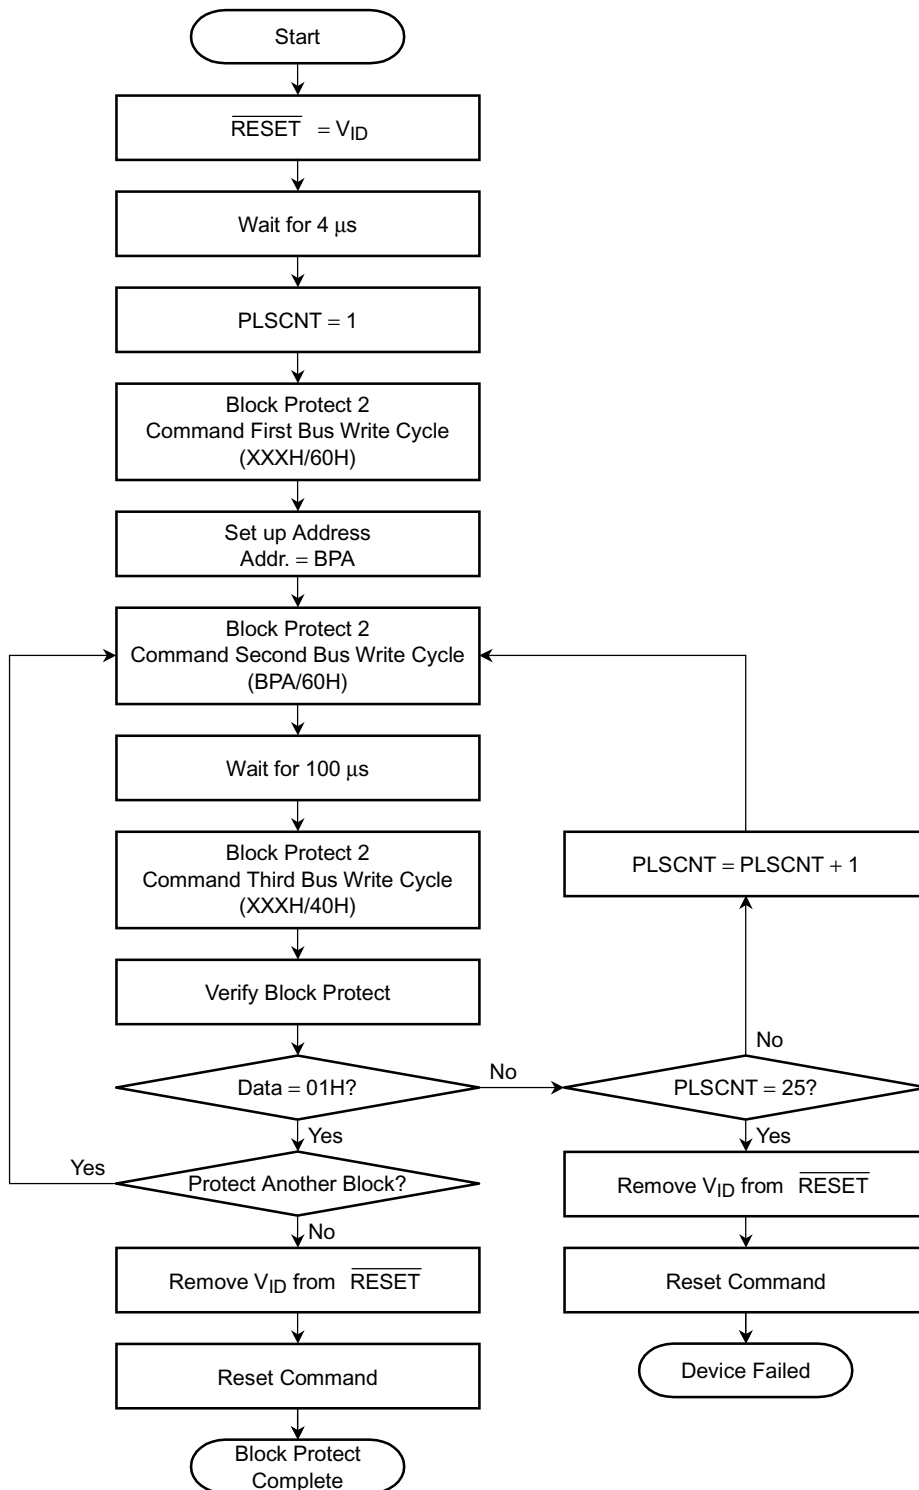 Start
RESET = VID
Wait for 4 μs
PLSCNT = 1
Block Protect 2
Command First Bus Write Cycle
(XXXH/60H)
Set up Address
Addr. = BPA
Block Protect 2
Command Second Bus Write Cycle
(BPA/60H)
Wait for 100 μs
Block Protect 2
Command Third Bus Write Cycle
(XXXH/40H)
PLSCNT = PLSCNT + 1
Verify Block Protect
No
Data = 01H?
No
PLSCNT = 25?
Yes
Yes
Yes
Protect Another Block?
Remove VID from RESET
No
Remove VID from RESET
Reset Command
Reset Command
Device Failed
Block Protect
Complete